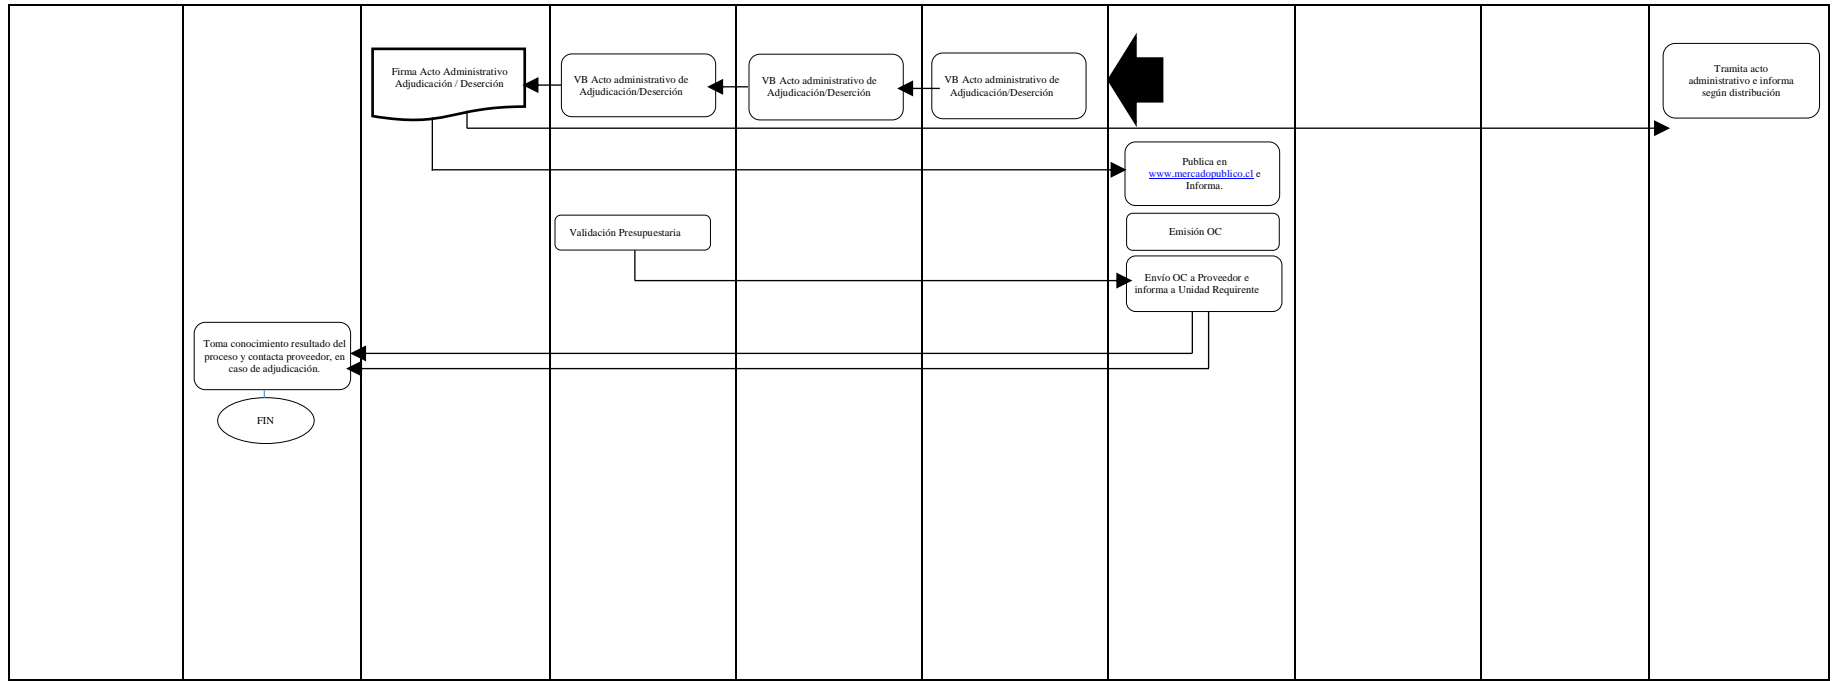 Firma Acto Administrativo
Adjudicación / Deserción
VB Acto administrativo de
Adjudicación/Deserción
VB Acto administrativo de
Adjudicación/Deserción
VB Acto administrativo de
Adjudicación/Deserción
Tramita acto
administrativo e informa
según distribución
Publica en
www.mercadopublico.cl e
Informa.
Validación Presupuestaria
Emisión OC
Envío OC a Proveedor e
informa a Unidad Requirente
Toma conocimiento resultado del
proceso y contacta proveedor, en
caso de adjudicación.
FIN